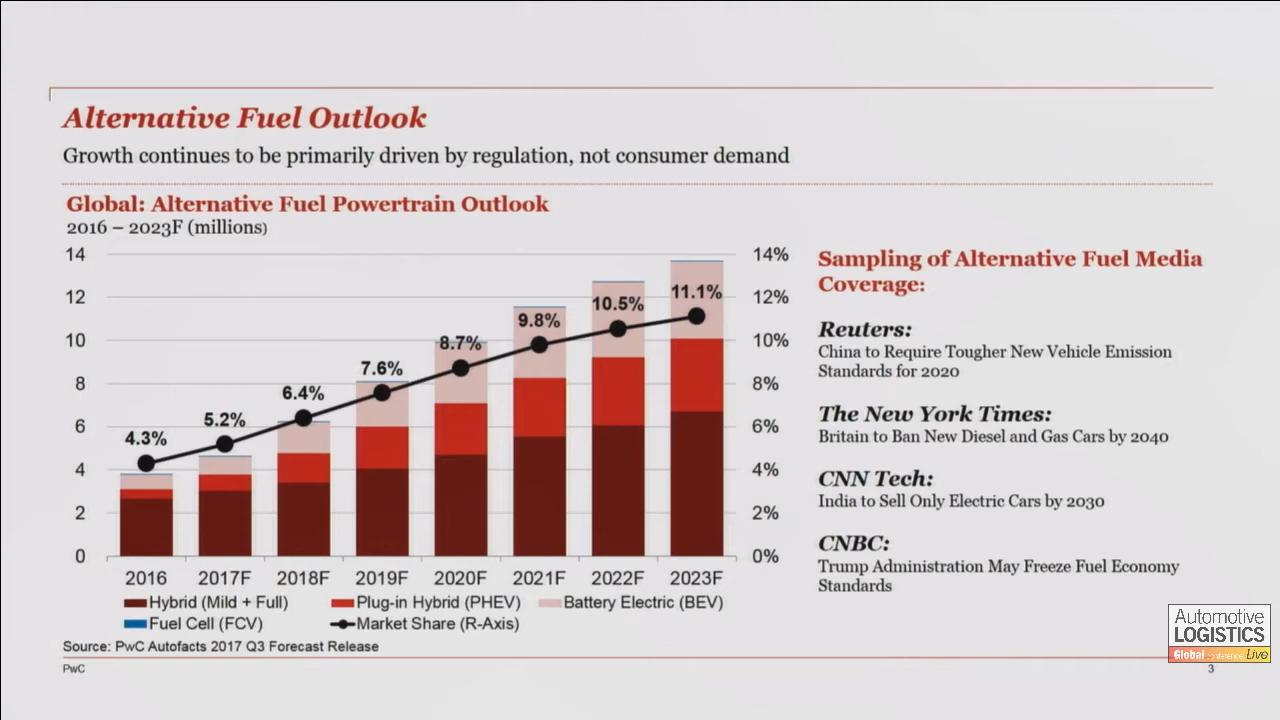 Alternative Fuel Outlook
Growth continues to be primarily driven by regulation, not consumer demand
Global: Alternative Fuel Powertrain Outlook
2016 – 2023F (millions)
14
12
10
8
6
4
2
0
14%
12%
10%
8%
6%
4%
2%
0%
4.3%
5.2%
6.4%
7.6%
8.7%
9.8%
10.5%
11.1%
2016 2017F 2018F 2019F 2020F 2021F 2022F 2023F
Hybrid (Mild + Full) Plug-in Hybrid (PHEV) Battery Electric (BEV)
Fuel Cell (FCV) Market Share (R-Axis)
Source: PwC Autofacts 2017 Q3 Forecast Release
Sampling of Alternative Fuel Media
Coverage:
Reuters:
China to Require Tougher New Vehicle Emission
Standards for 2020
The New York Times:
Britain to Ban New Diesel and Gas Cars by 2040
CNN Tech:
India to Sell Only Electric Cars by 2030
CNBC:
Trump Administration May Freeze Fuel Economy
Standards
Automotive
LOGISTICS
Global conference Live
PwC
3